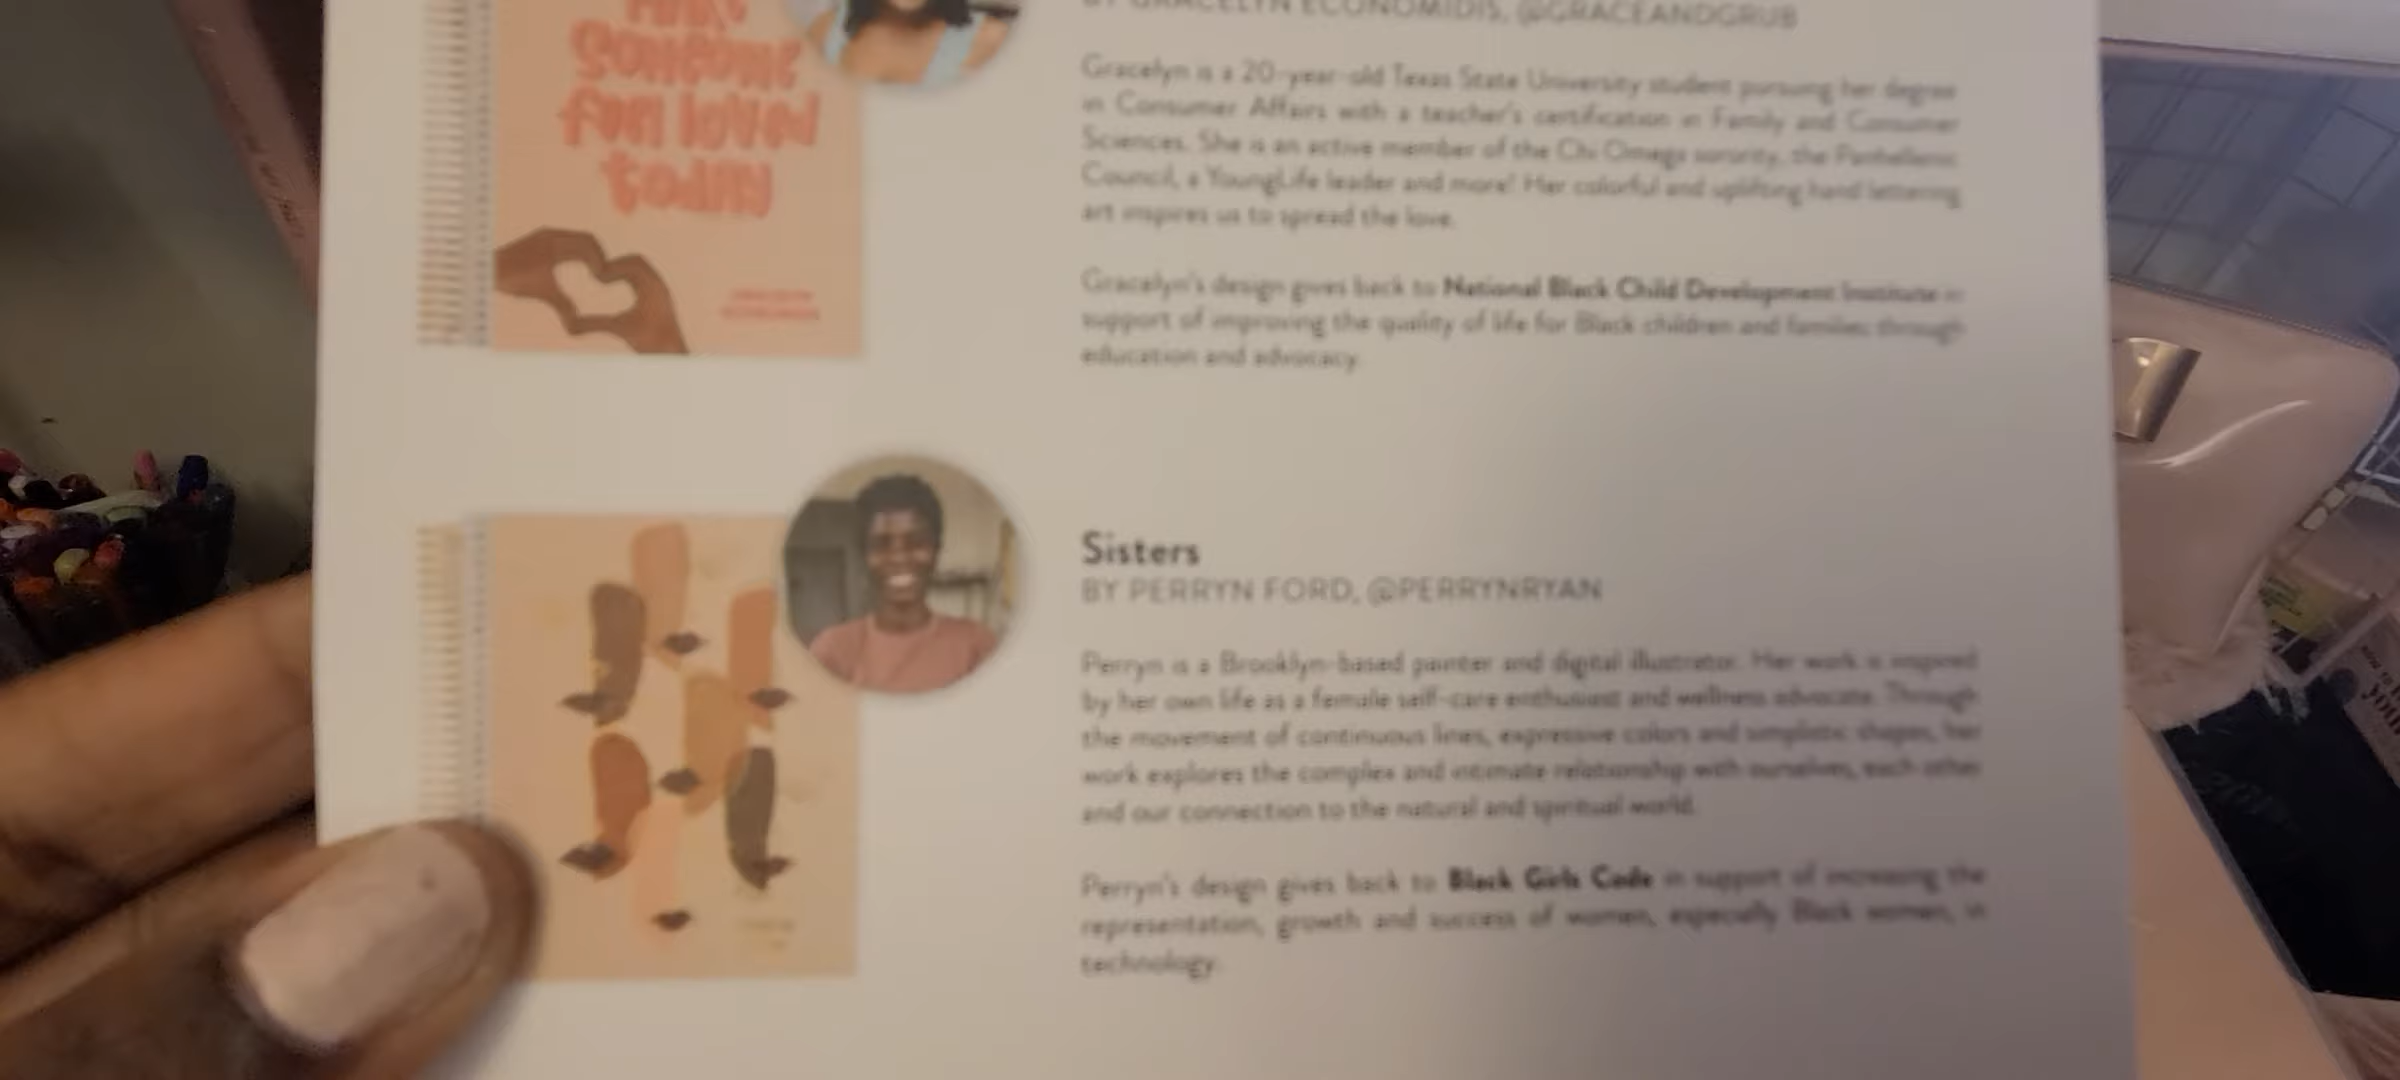 MAKE
SOMEONE
feel loved
today
BY GRACELYN ECONOMIDIS, @GRACEANDGRUB
Gracelyn is a 20-year-old Texas State University student pursuing her degree
in Consumer Affairs with a teacher's certification in Family and Consumer
Sciences. She is an active member of the Chi Omega sorority, the Panhellenic
Council, a YoungLife leader and more! Her colorful and uplifting hand lettering
art inspires us to spread the love.
Gracelyn's design gives back to National Black Child Development Institute in
support of improving the quality of life for Black children and families through
education and advocacy.
Sisters
BY PERRYN FORD, @PERRYNRYAN
Perryn is a Brooklyn-based painter and digital illustrator. Her work is inspired
by her own life as a female self-care enthusiast and wellness advocate. Through
the movement of continuous lines, expressive colors and simplistic shapes, her
work explores the complex and intimate relationship with ourselves, each other
and our connection to the natural and spiritual world.
Perryn's design gives back to Black Girls Code in support of increasing the
representation, growth and success of women, especially Black women, in
technology.